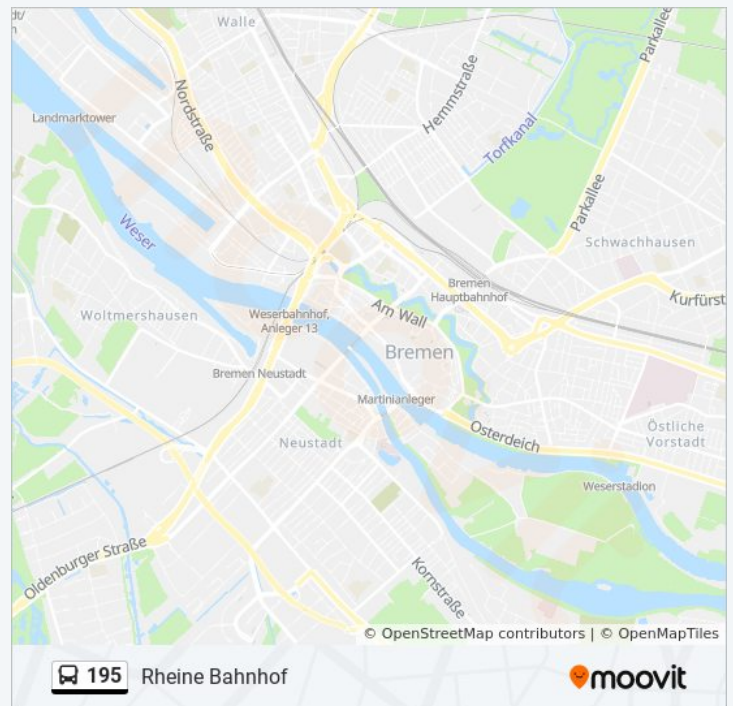 dt/
n
Walle
Parkallee
Nordstraße
Hemmstraße
Landmarktower
Torfkanal
Weser
Parkallee
Schwachhausen
Bremen
Hauptbahnhof
Kurfürst
Am Wall
Woltmershausen
Weserbahnhof,
Anleger 13
Bremen
Bremen Neustadt
Martinianleger
Neustadt
Osterdeich
Östliche
Vorstadt
Weserstadion
Oldenburger Straße
Kornstraße
© OpenStreetMap contributors | © OpenMapTiles
195 Rheine Bahnhof
moovit